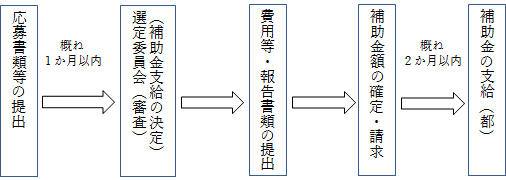 応募書類等の提出
概ね
１か月以内
選定委員会（審査）
（補助金支給の決定）
費用等・報告書類の提出
補助金額の確定・請求
概ね
２か月以内
補助金の支給（都）